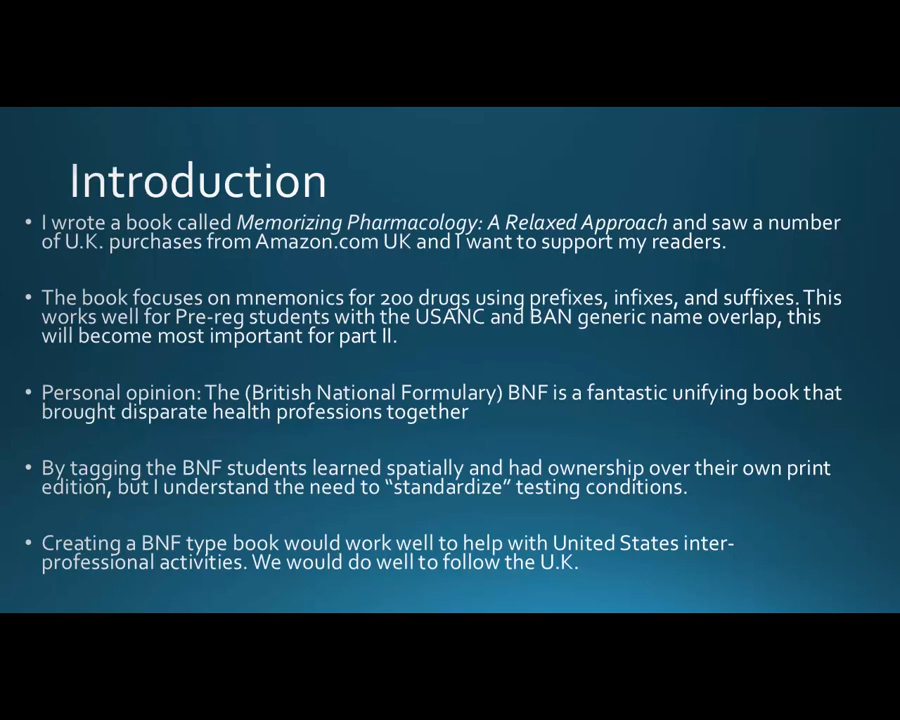 Introduction
• I wrote a book called Memorizing Pharmacology: A Relaxed Approach and saw a number
of U.K. purchases from Amazon.com UK and I want to support my readers.
• The book focuses on mnemonics for 200 drugs using prefixes, infixes, and suffixes. This
works well for Pre-reg students with the USANC and BAN generic name overlap, this
will become most important for part II.
• Personal opinion: The (British National Formulary) BNF is a fantastic unifying book that
brought disparate health professions together
• By tagging the BNF students learned spatially and had ownership over their own print
edition, but I understand the need to “standardize” testing conditions.
• Creating a BNF type book would work well to help with United States inter-
professional activities. We would do well to follow the U.K.